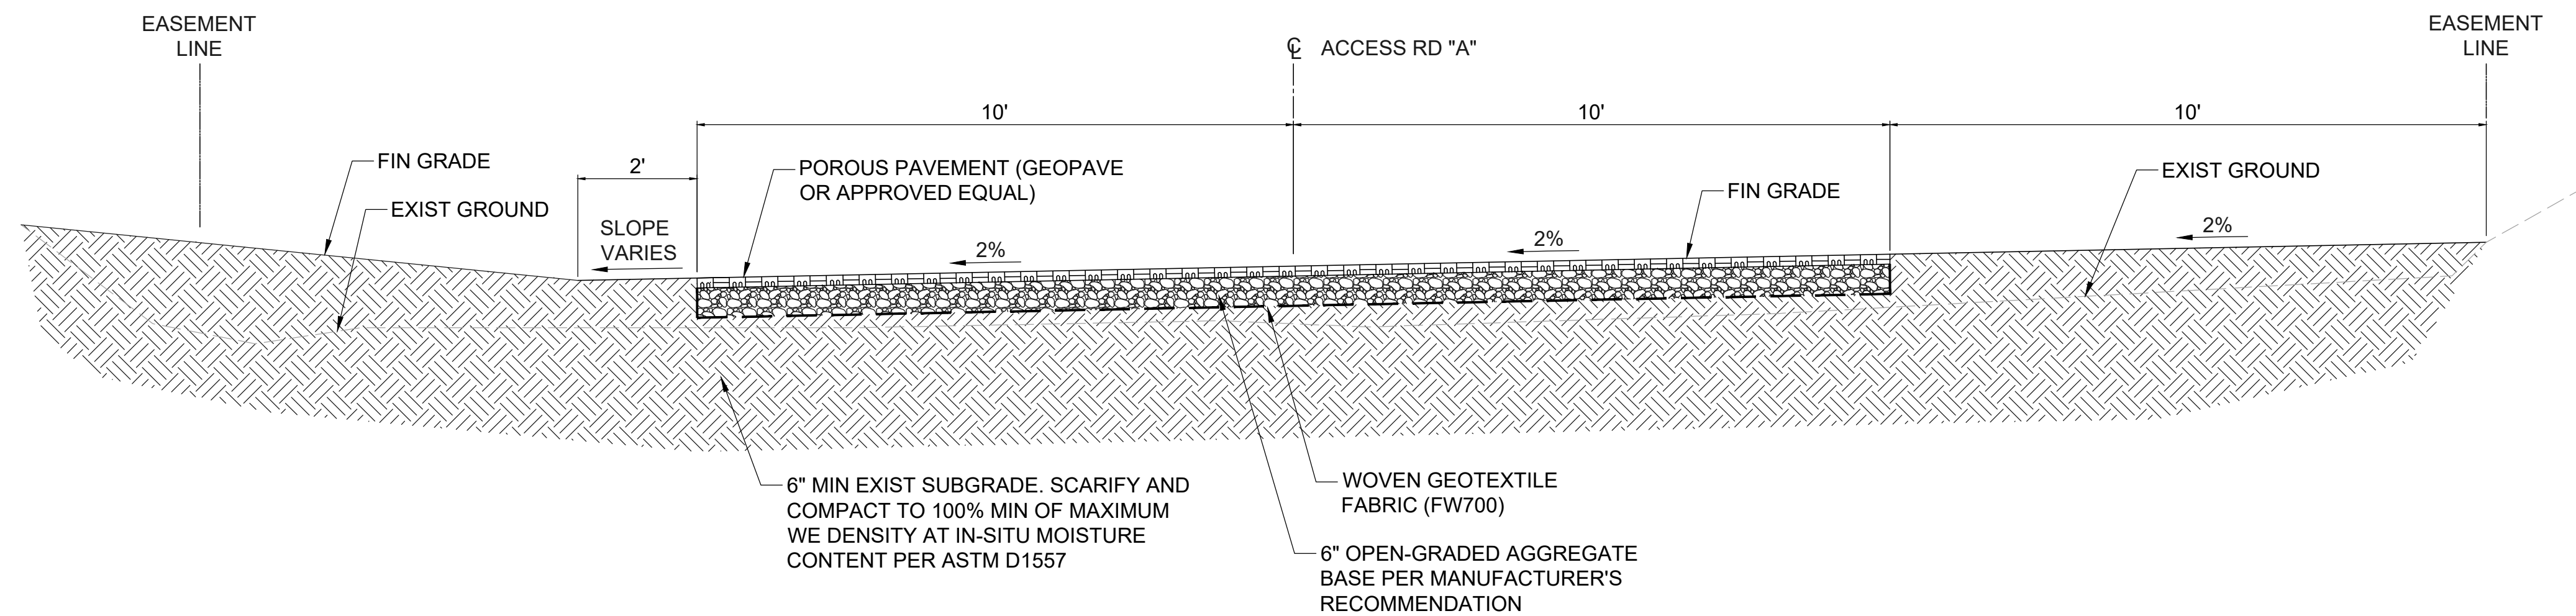 EASEMENT
LINE
℄ ACCESS RD "A"
EASEMENT
LINE
10'
10'
10'
2'
FIN GRADE
EXIST GROUND
SLOPE
VARIES
POROUS PAVEMENT (GEOPAVE
OR APPROVED EQUAL)
2%
2%
FIN GRADE
EXIST GROUND
2%
6" MIN EXIST SUBGRADE. SCARIFY AND
COMPACT TO 100% MIN OF MAXIMUM
WE DENSITY AT IN-SITU MOISTURE
CONTENT PER ASTM D1557
WOVEN GEOTEXTILE
FABRIC (FW700)
6" OPEN-GRADED AGGREGATE
BASE PER MANUFACTURER'S
RECOMMENDATION